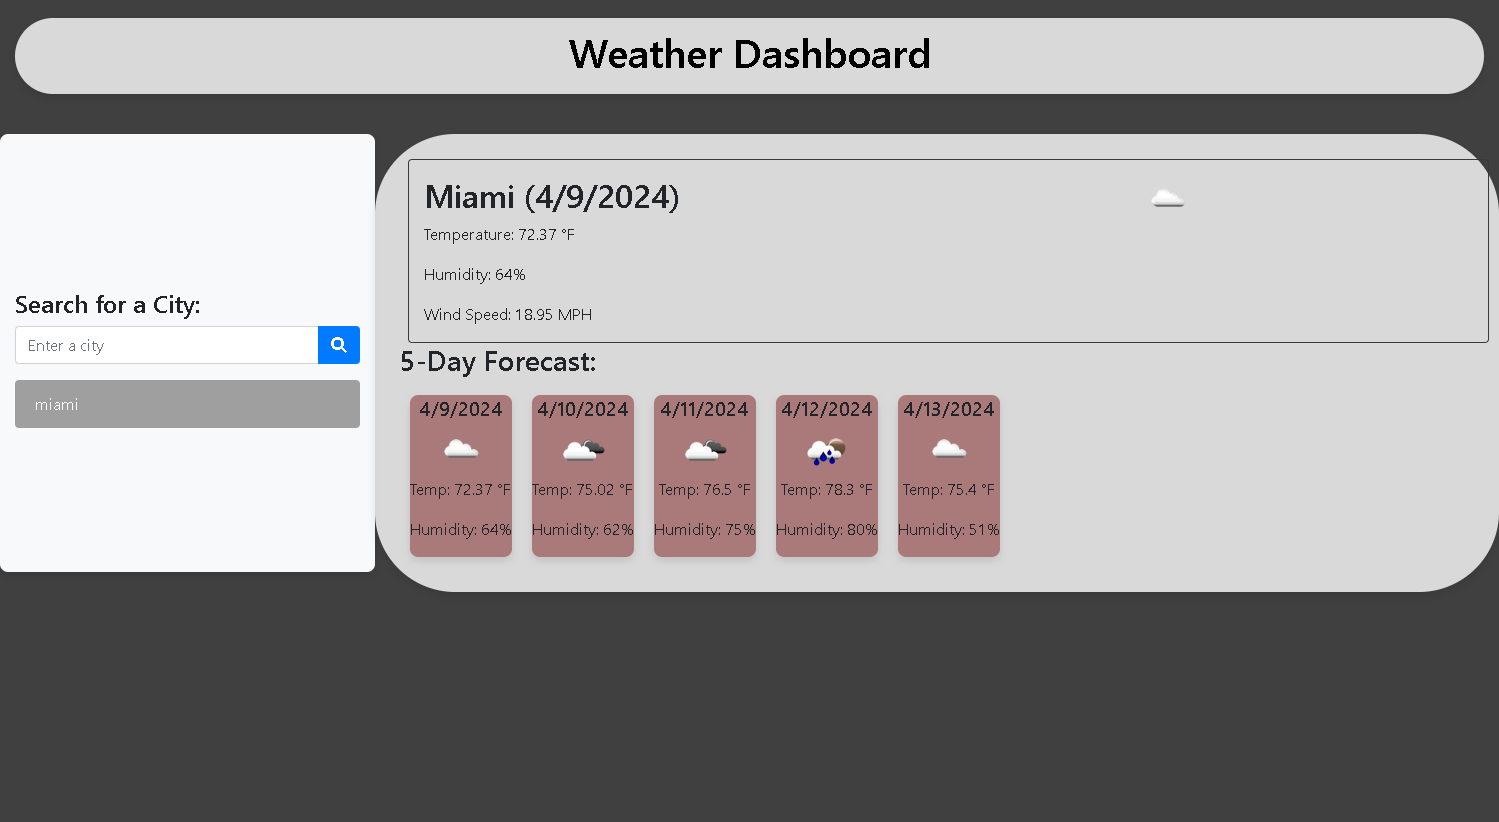 Weather Dashboard
Search for a City:
Enter a city
miami
Miami (4/9/2024)
Temperature: 72.37 °F
Humidity: 64%
Wind Speed: 18.95 MPH
5-Day Forecast:
4/9/2024
Temp: 72.37 °F
Humidity: 64%
4/10/2024
Temp: 75.02 °F
Humidity: 62%
4/11/2024
Temp: 76.5 °F
Humidity: 75%
4/12/2024
Temp: 78.3 °F
Humidity: 80%
4/13/2024
Temp: 75.4 °F
Humidity: 51%